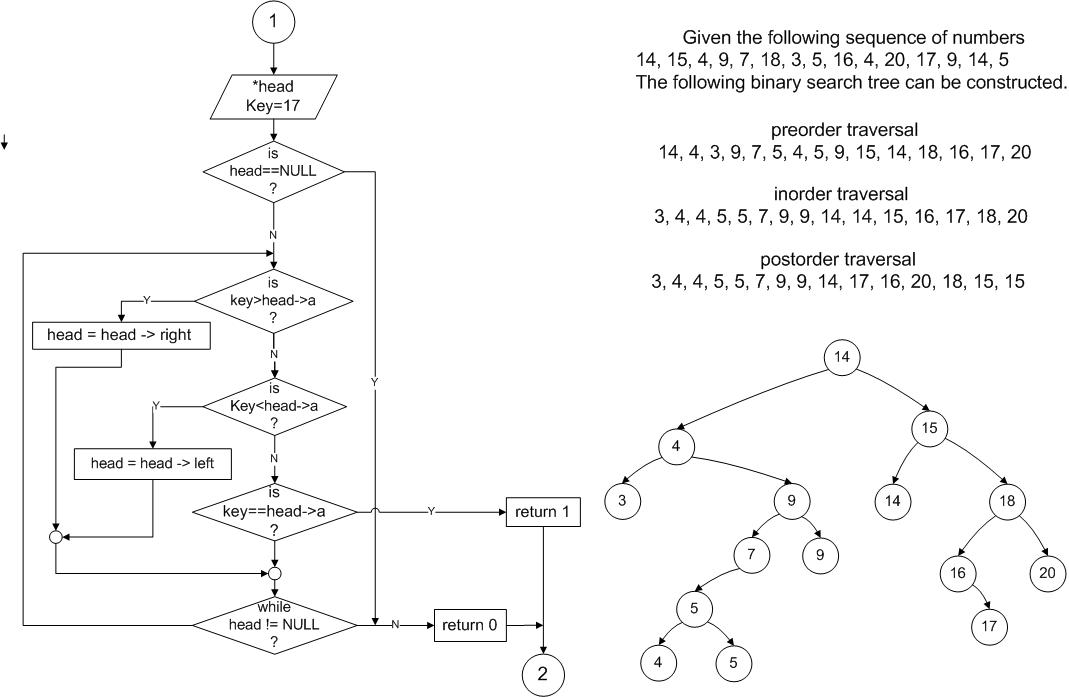 1
*head
Key=17
is
head==NULL
?
N
is
key>head->a
?
Y
head = head -> right
N
Y
is
Key<head->a
?
Y
head = head -> left
N
is
key==head->a
?
Y
return 1
while
head != NULL
?
N
return 0
2
Given the following sequence of numbers
14, 15, 4, 9, 7, 18, 3, 5, 16, 4, 20, 17, 9, 14, 5
The following binary search tree can be constructed.
preorder traversal
14, 4, 3, 9, 7, 5, 4, 5, 9, 15, 14, 18, 16, 17, 20
inorder traversal
3, 4, 4, 5, 5, 7, 9, 9, 14, 14, 15, 16, 17, 18, 20
postorder traversal
3, 4, 4, 5, 5, 7, 9, 9, 14, 17, 16, 20, 18, 15, 15
14
4
15
3
9
14
18
7
9
16
20
5
17
4
5